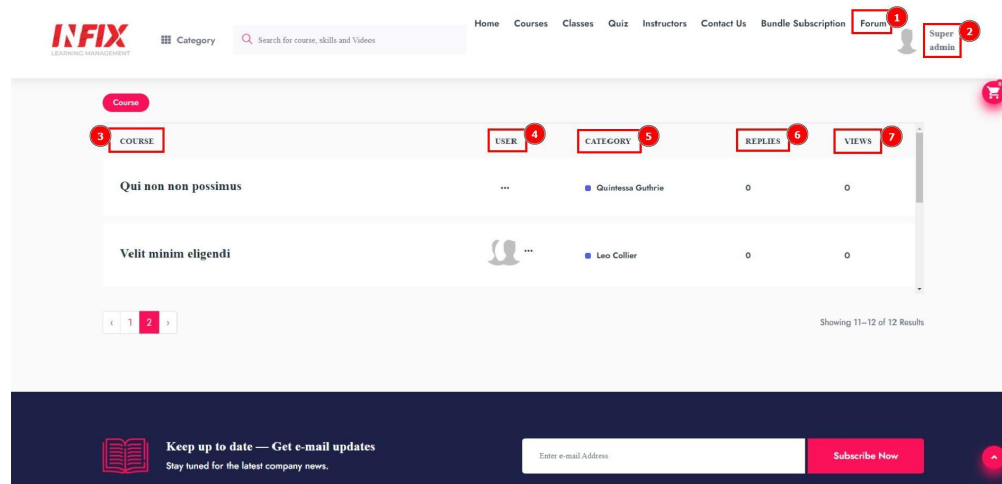 INFIX
LEARNING MANAGEMENT
Category
Search for course, skills and Videos
Home Courses Classes Quiz Instructors Contact Us Bundle Subscription Forum
1
Super
admin
2
Course
3 COURSE USER 4 CATEGORY 5 REPLIES 6 VIEWS 7
Qui non non possimus ... Quintessa Guthrie 0 0
Velit minim eligendi ... Leo Collier 0 0
‹ 1 2 ›
Showing 11–12 of 12 Results
Keep up to date — Get e-mail updates
Stay tuned for the latest company news.
Enter e-mail Address
Subscribe Now